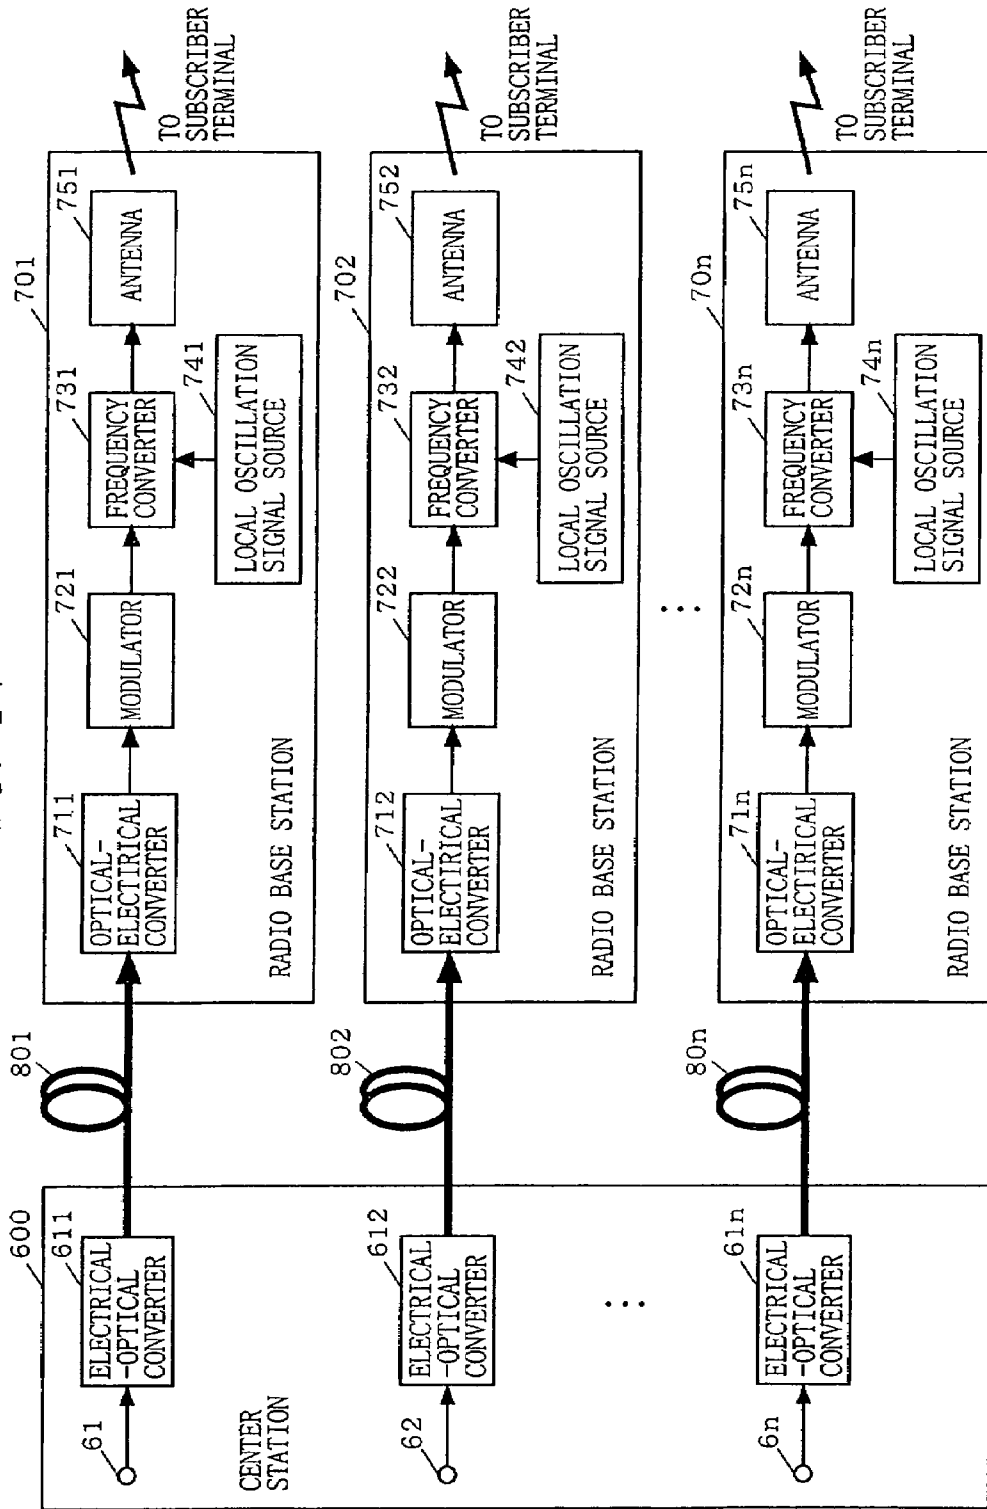 600
CENTER
STATION
61
611
ELECTRICAL
-OPTICAL
CONVERTER
801
701
711
OPTICAL-
ELECTIRICAL
CONVERTER
721
MODULATOR
731
FREQUENCY
CONVERTER
741
LOCAL OSCILLATION
SIGNAL SOURCE
751
ANTENNA
RADIO BASE STATION
TO
SUBSCRIBER
TERMINAL
62
612
ELECTRICAL
-OPTICAL
CONVERTER
802
702
712
OPTICAL-
ELECTRICAL
CONVERTER
722
MODULATOR
732
FREQUENCY
CONVERTER
742
LOCAL OSCILLATION
SIGNAL SOURCE
752
ANTENNA
RADIO BASE STATION
TO
SUBSCRIBER
TERMINAL
...
...
6n
61n
ELECTRICAL
-OPTICAL
CONVERTER
80n
70n
71n
OPTICAL-
ELECTIRICAL
CONVERTER
72n
MODULATOR
73n
FREQUENCY
CONVERTER
74n
LOCAL OSCILLATION
SIGNAL SOURCE
75n
ANTENNA
RADIO BASE STATION
TO
SUBSCRIBER
TERMINAL